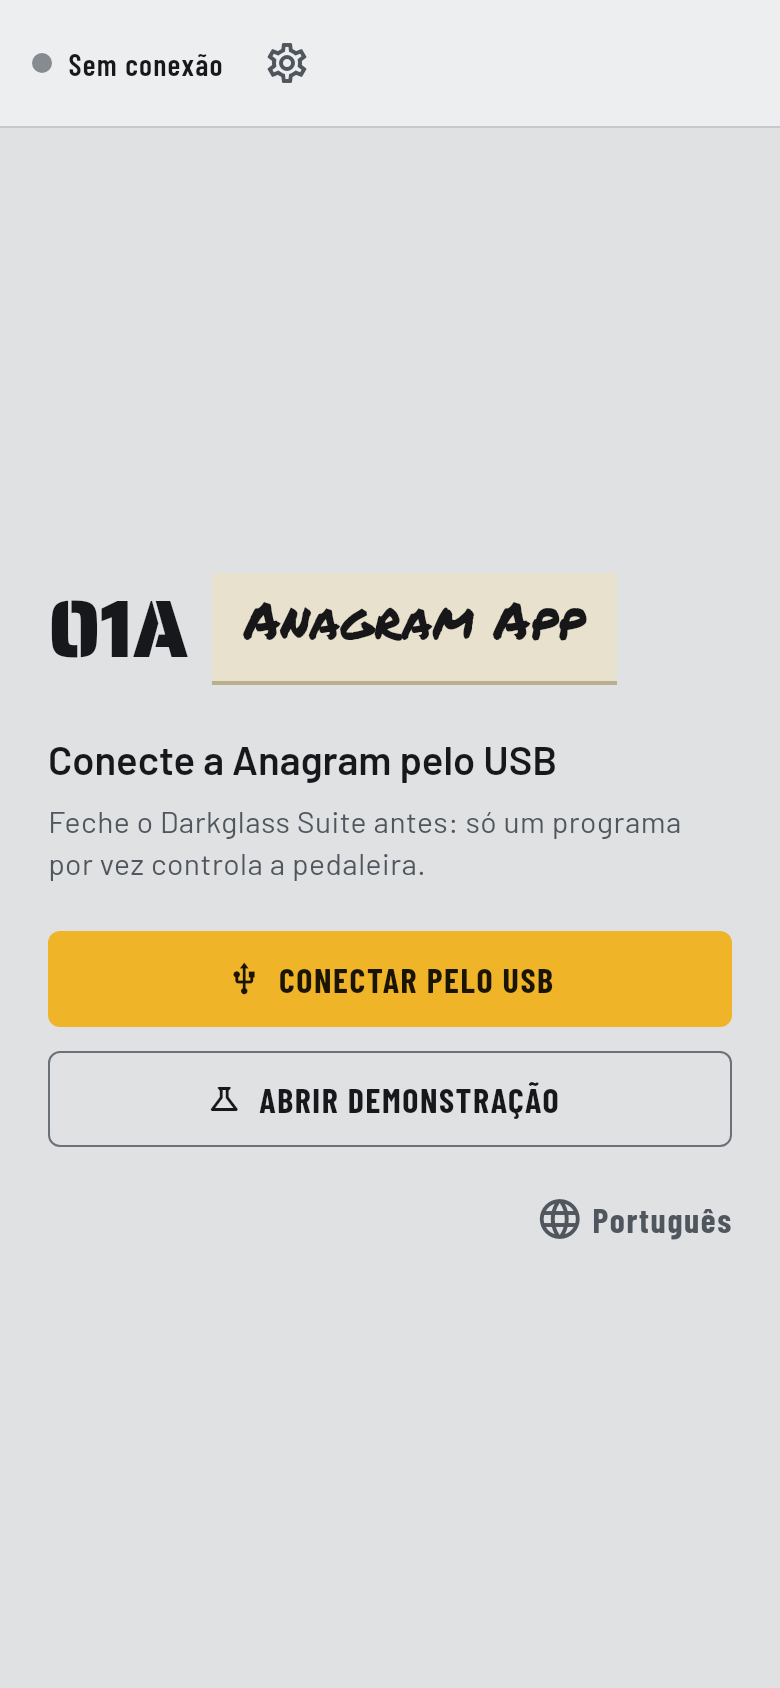 Sem conexão
01A Anagram App
Conecte a Anagram pelo USB
Feche o Darkglass Suite antes: só um programa
por vez controla a pedaleira.
CONECTAR PELO USB
ABRIR DEMONSTRAÇÃO
Português